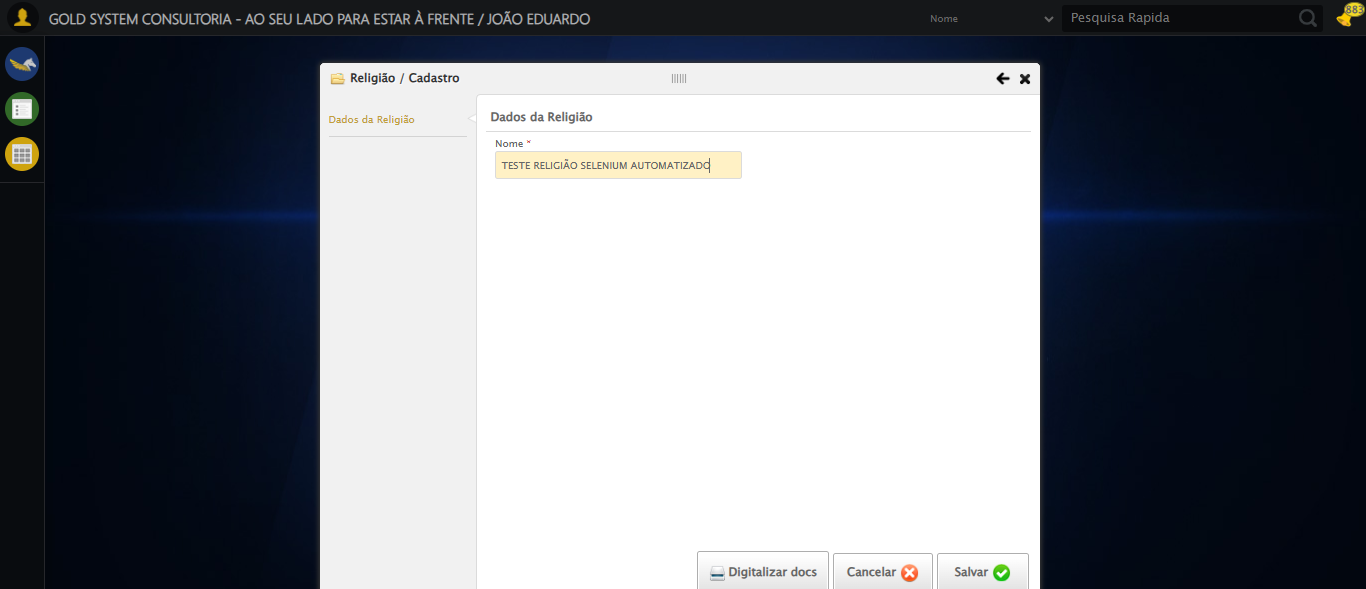 GOLD SYSTEM CONSULTORIA - AO SEU LADO PARA ESTAR À FRENTE / JOÃO EDUARDO
Nome
Pesquisa Rapida
883
Religião / Cadastro
Dados da Religião
Dados da Religião
Nome *
TESTE RELIGIÃO SELENIUM AUTOMATIZADO
Digitalizar docs
Cancelar
Salvar